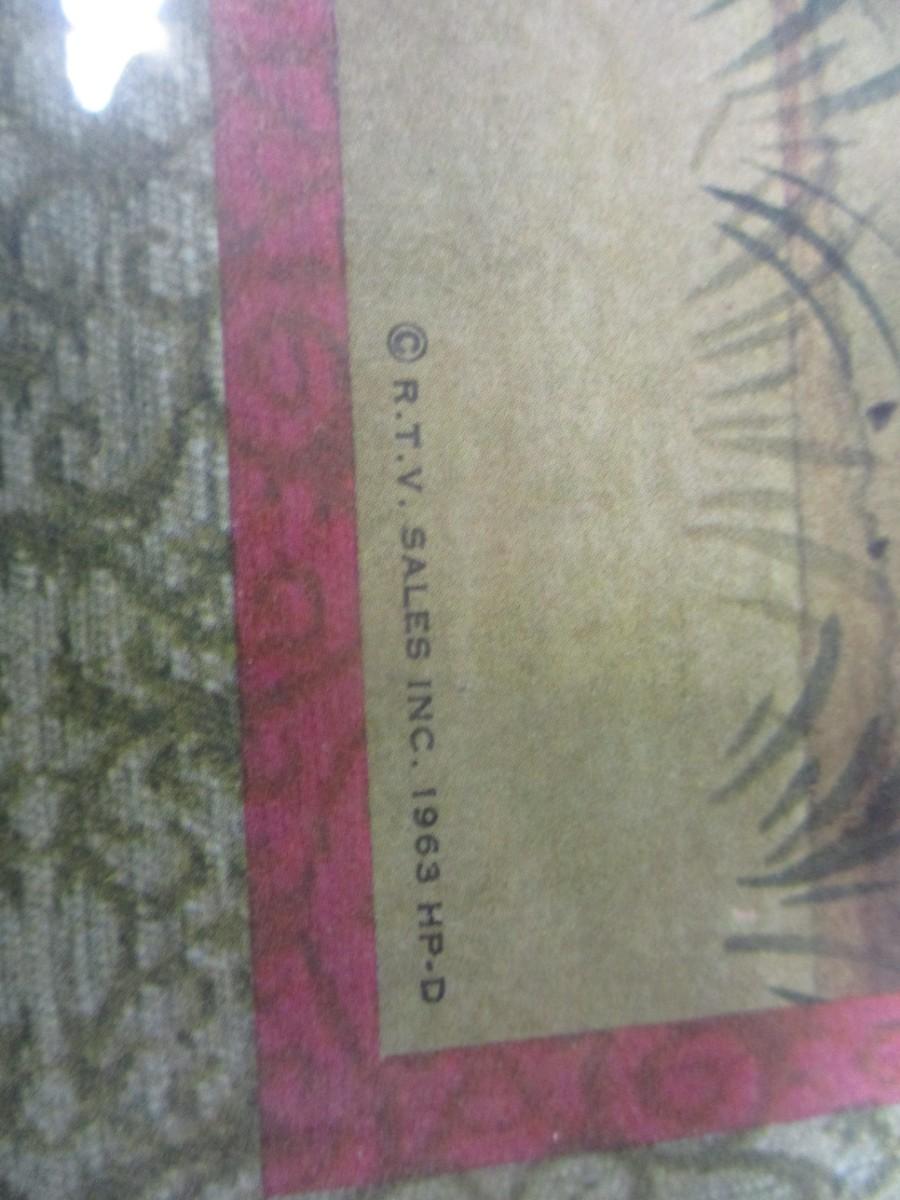 © R.T.V. SALES INC. 1963 HP-D